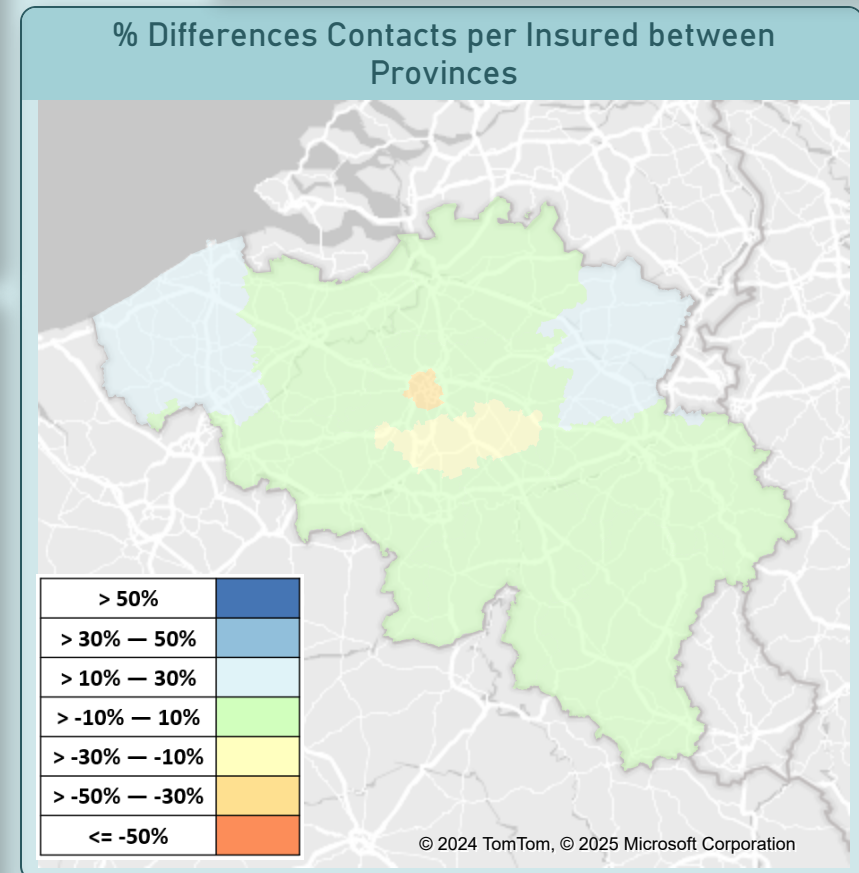 % Differences Contacts per Insured between
Provinces
> 50%
> 30% — 50%
> 10% — 30%
> -10% — 10%
> -30% — -10%
> -50% — -30%
<= -50%
© 2024 TomTom, © 2025 Microsoft Corporation